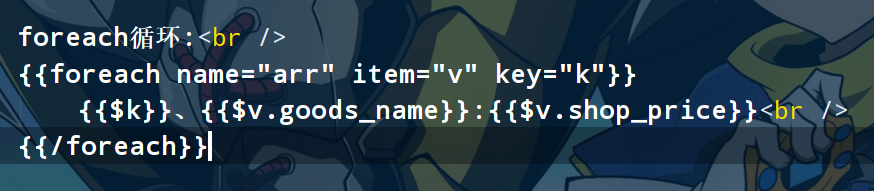 foreach循环:<br />
{{foreach name="arr" item="v" key="k"}}
{{$k}}、{{$v.goods_name}}:{{$v.shop_price}}<br />
{{/foreach}}